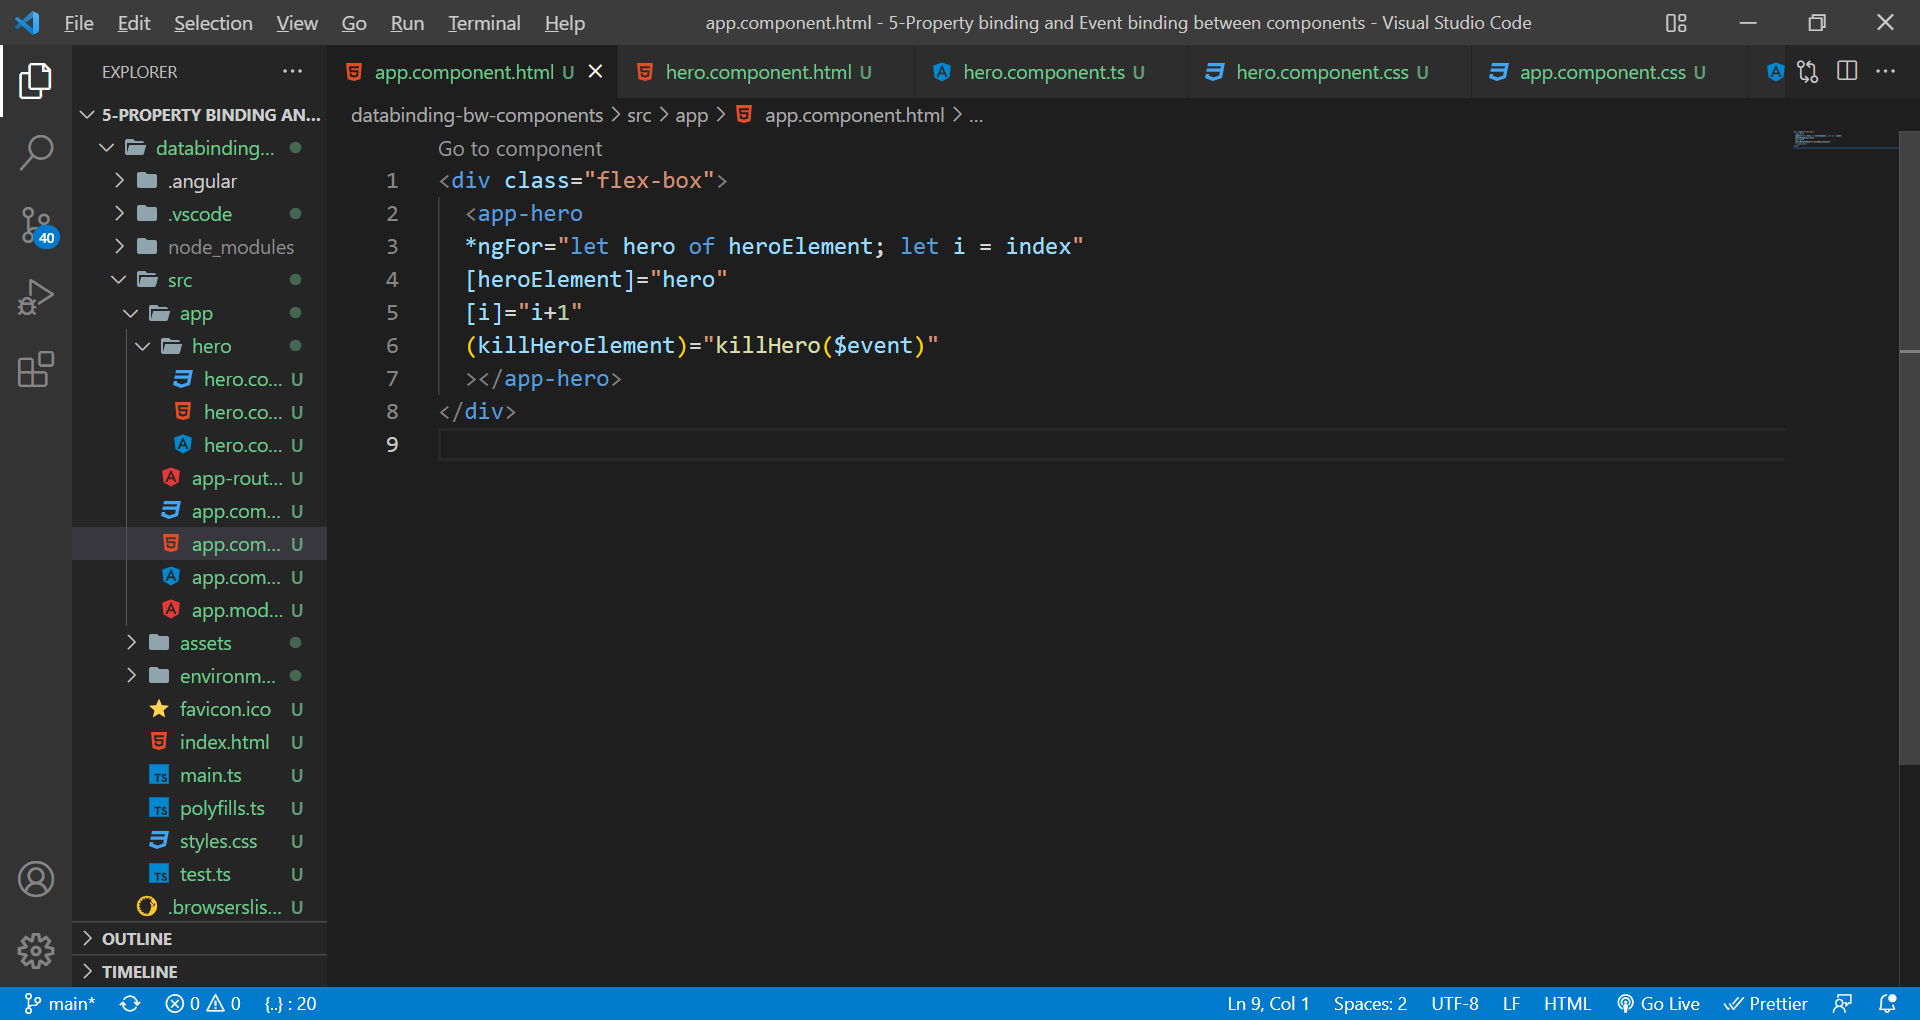 File Edit Selection View Go Run Terminal Help
app.component.html - 5-Property binding and Event binding between components - Visual Studio Code
EXPLORER
5-PROPERTY BINDING AN...
databinding...
.angular
.vscode
node_modules
src
app
hero
hero.co... U
hero.co... U
hero.co... U
app-rout... U
app.com... U
app.com... U
app.com... U
app.mod... U
assets
environm...
favicon.ico U
index.html U
TS main.ts U
TS polyfills.ts U
styles.css U
TS test.ts U
.browserslis... U
OUTLINE
TIMELINE
40
app.component.html U hero.component.html U hero.component.ts U hero.component.css U app.component.css U
databinding-bw-components > src > app > app.component.html > ...
Go to component
1 <div class="flex-box">
2 <app-hero
3 *ngFor="let hero of heroElement; let i = index"
4 [heroElement]="hero"
5 [i]="i+1"
6 (killHeroElement)="killHero($event)"
7 ></app-hero>
8 </div>
9
main* 0 0 {..} : 20 Ln 9, Col 1 Spaces: 2 UTF-8 LF HTML Go Live Prettier